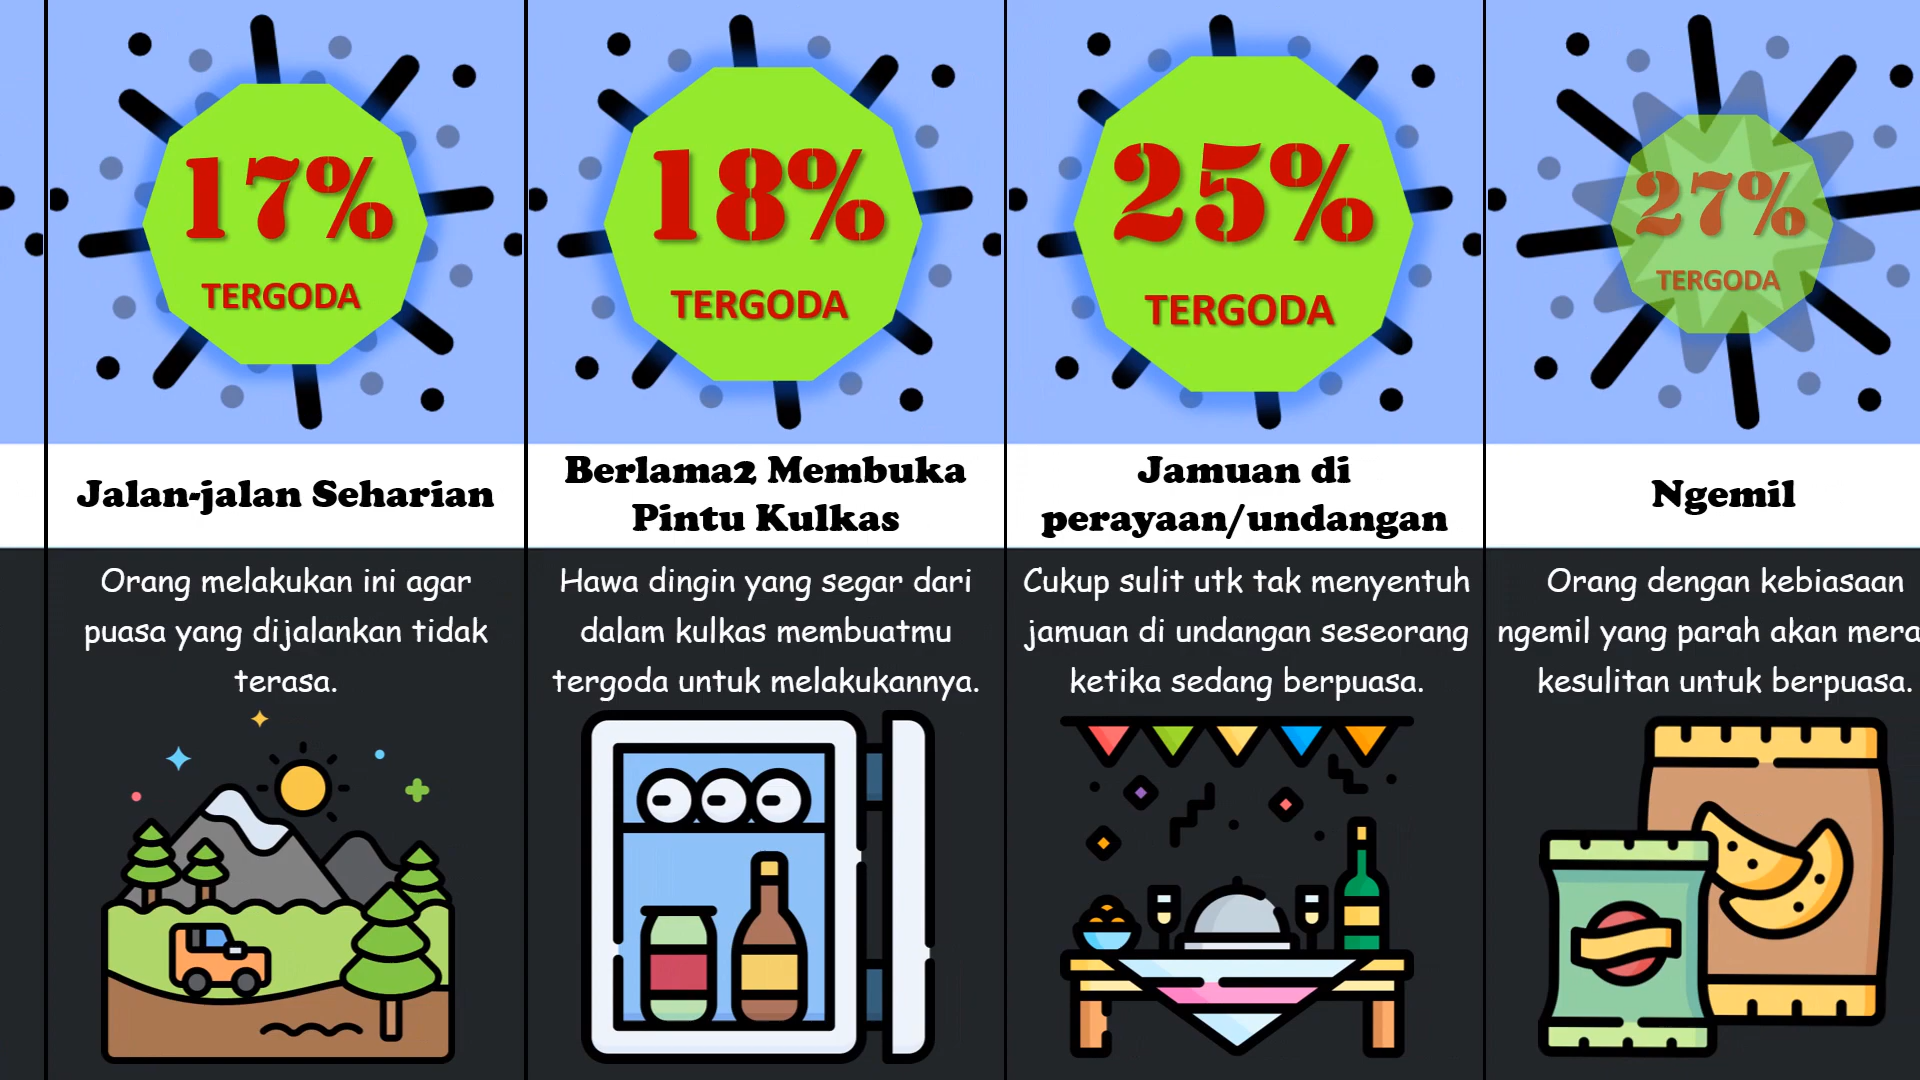 17%
TERGODA
Jalan-jalan Seharian
Orang melakukan ini agar
puasa yang dijalankan tidak
terasa.
18%
TERGODA
Berlama2 Membuka
Pintu Kulkas
Hawa dingin yang segar dari
dalam kulkas membuatmu
tergoda untuk melakukannya.
25%
TERGODA
Jamuan di
perayaan/undangan
Cukup sulit utk tak menyentuh
jamuan di undangan seseorang
ketika sedang berpuasa.
27%
TERGODA
Ngemil
Orang dengan kebiasaan
ngemil yang parah akan mera
kesulitan untuk berpuasa.